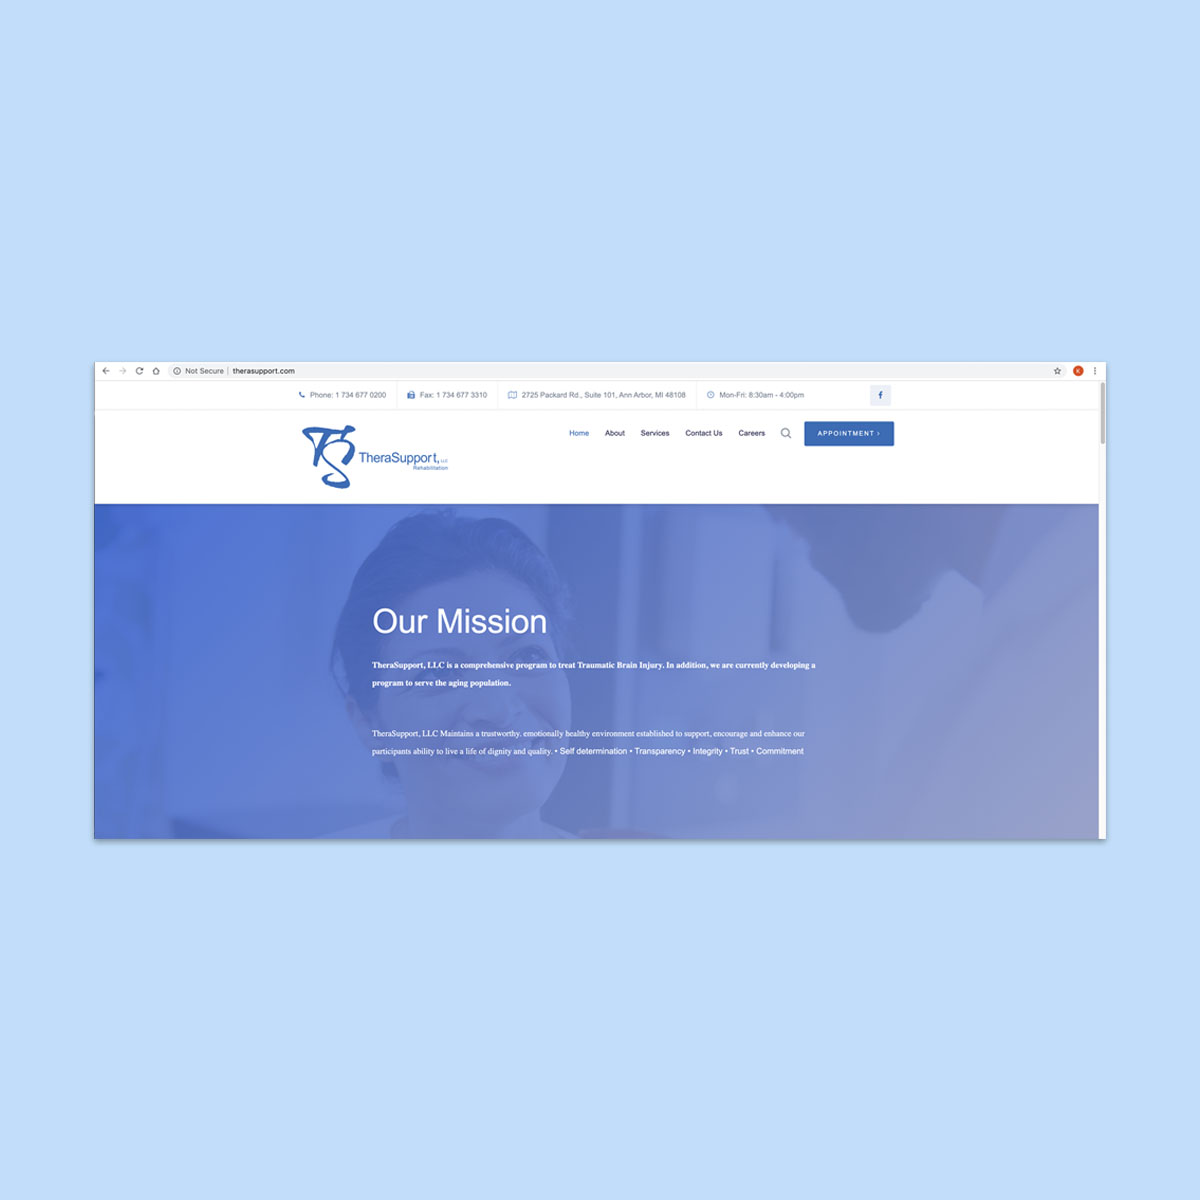 Not Secure | therasupport.com
Phone: 1 734 677 0200 Fax: 1 734 677 3310 2725 Packard Rd., Suite 101, Ann Arbor, MI 48108 Mon-Fri: 8:30am - 4:00pm
Home About Services Contact Us Careers APPOINTMENT ›
TS
TheraSupport, LLC
Rehabilitation
Our Mission
TheraSupport, LLC is a comprehensive program to treat Traumatic Brain Injury. In addition, we are currently developing a
program to serve the aging population.
TheraSupport, LLC Maintains a trustworthy. emotionally healthy environment established to support, encourage and enhance our
participants ability to live a life of dignity and quality. • Self determination • Transparency • Integrity • Trust • Commitment